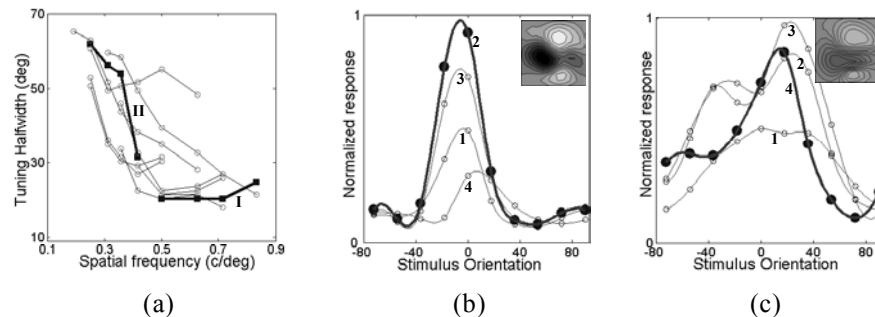 70
50
30
10
Tuning Halfwidth (deg)
II
I
0.1 0.3 0.5 0.7 0.9
Spatial frequency (c/deg)
(a)
1
0
Normalized response
2
3
1
4
-80 -40 0 40 80
Stimulus Orientation
(b)
1
0
Normalized response
3
2
4
1
-80 -40 0 40 80
Stimulus Orientation
(c)